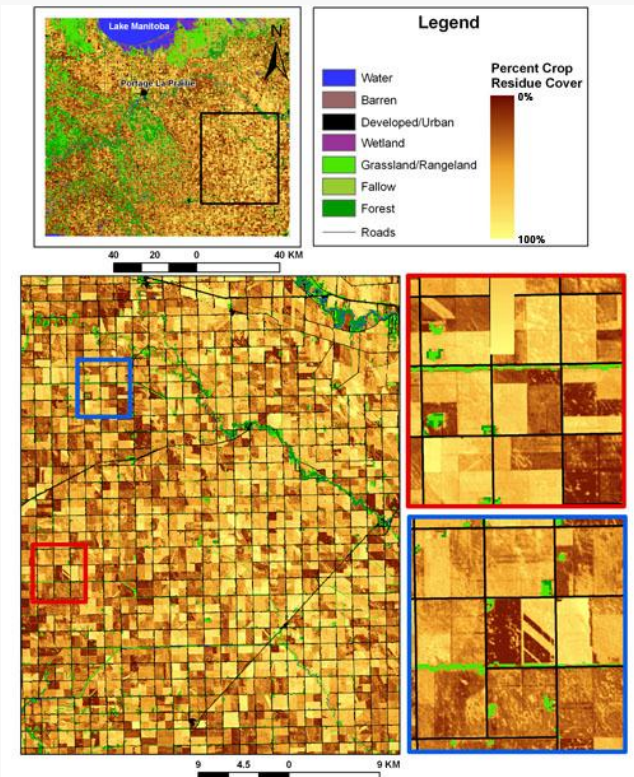 Lake Manitoba
N
Portage La Prairie
40 20 0 40 KM
Legend
Water
Barren
Developed/Urban
Wetland
Grassland/Rangeland
Fallow
Forest
Roads
Percent Crop
Residue Cover
0%
100%
9 4.5 0 9 KM